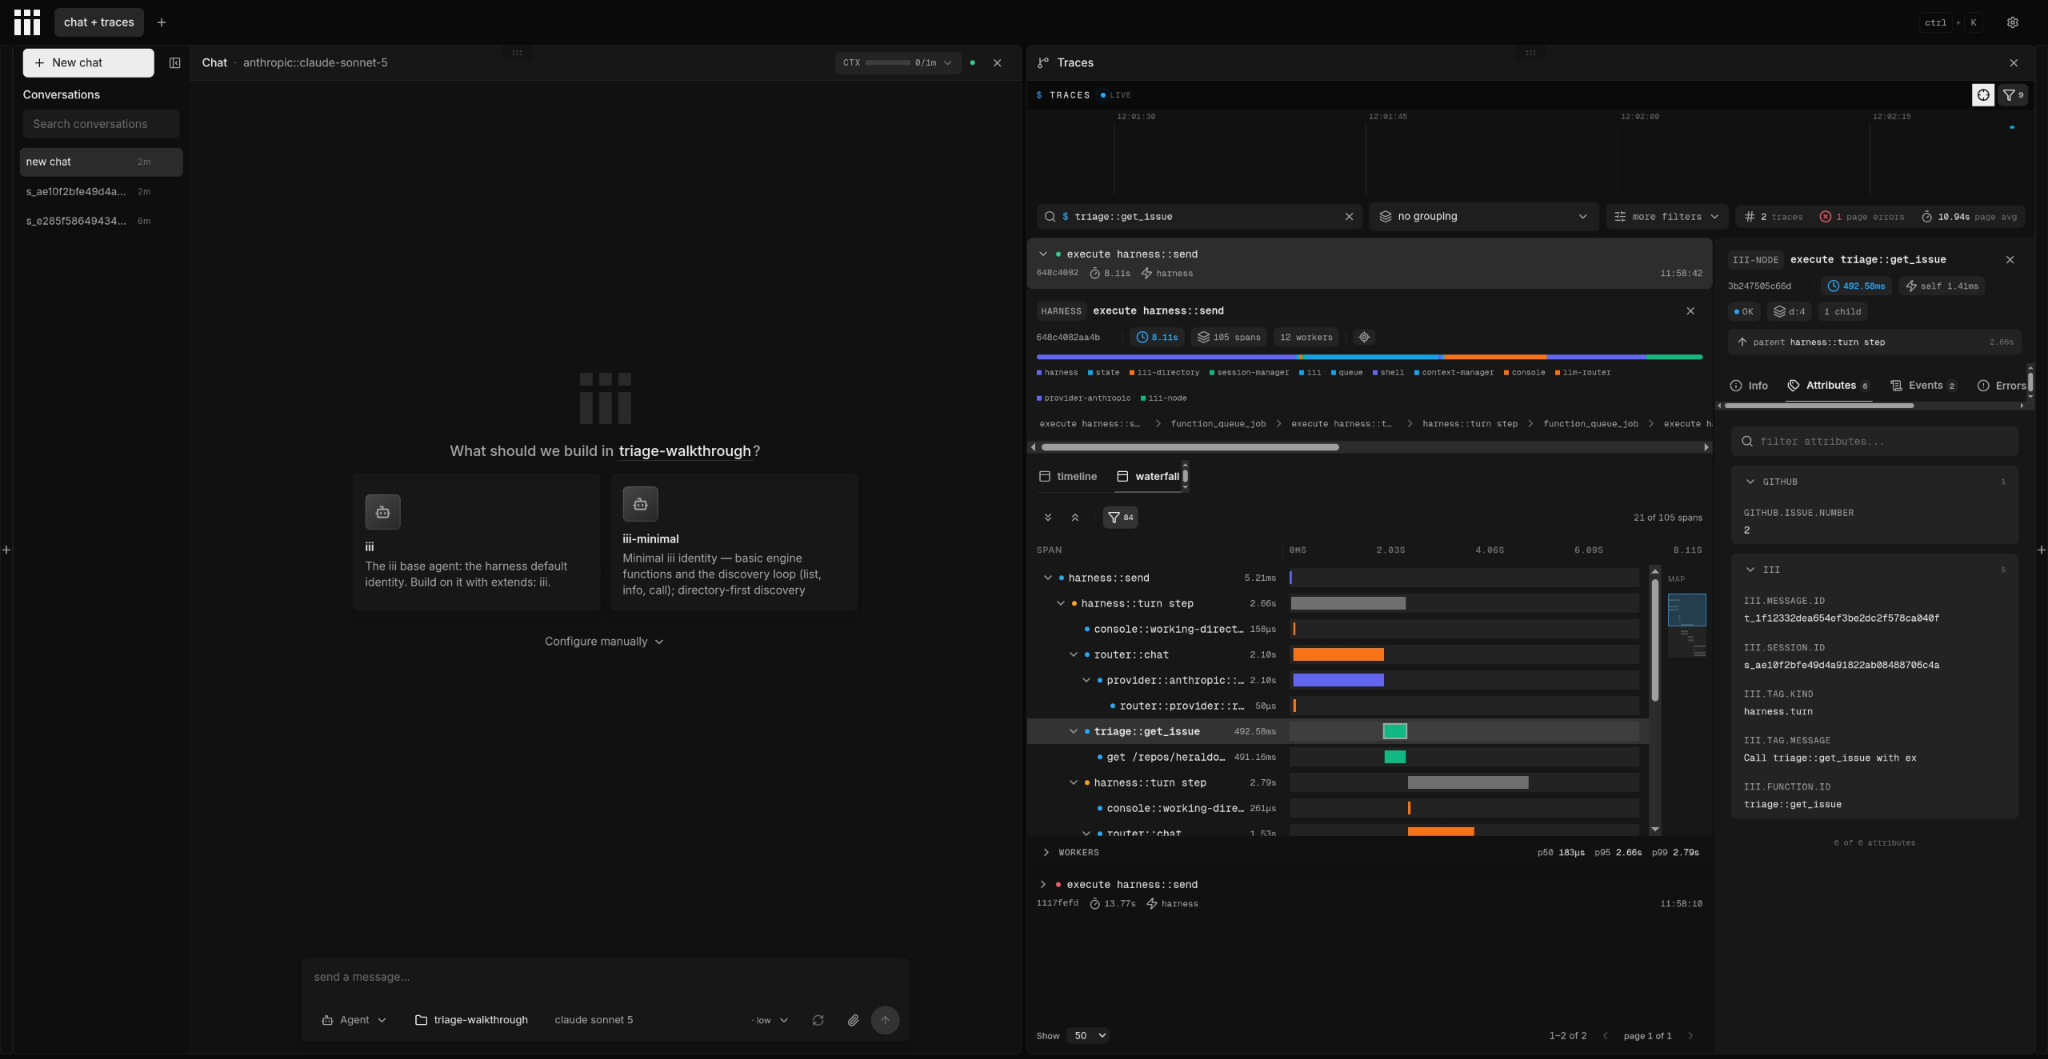 chat + traces
ctrl + K
New chat
Conversations
Search conversations
new chat 2m
s_ae10f2bfe49d4a... 2m
s_e285f58649434... 6m
Chat · anthropic::claude-sonnet-5
CTX 0/1m
What should we build in triage-walkthrough?
iii
The iii base agent: the harness default
identity. Build on it with extends: iii.
iii-minimal
Minimal iii identity — basic engine
functions and the discovery loop (list,
info, call); directory-first discovery
Configure manually
send a message...
Agent triage-walkthrough claude sonnet 5 · low
Traces
$ TRACES LIVE
9
12:01:30 12:01:45 12:02:00 12:02:15
$ triage::get_issue
no grouping
more filters
# 2 traces 1 page errors 10.94s page avg
execute harness::send
648c4082 8.11s harness 11:58:42
HARNESS execute harness::send
648c4082aa4b 8.11s 105 spans 12 workers
harness state iii-directory session-manager iii queue shell context-manager console llm-router
provider-anthropic iii-node
execute harness::s... > function_queue_job > execute harness::t... > harness::turn step > function_queue_job > execute h
timeline waterfall
84
21 of 105 spans
SPAN 0MS 2.03S 4.06S 6.09S 8.11S
MAP
harness::send 5.21ms
harness::turn step 2.66s
console::working-direct... 158µs
router::chat 2.10s
provider::anthropic::... 2.10s
router::provider::r... 50µs
triage::get_issue 492.58ms
get /repos/heraldo... 491.16ms
harness::turn step 2.79s
console::working-dire... 261µs
router::chat 1.53s
WORKERS p50 183µs p95 2.66s p99 2.79s
execute harness::send
1117fefd 13.77s harness 11:58:10
Show 50 1–2 of 2 page 1 of 1
III-NODE execute triage::get_issue
3b247505c66d 492.58ms self 1.41ms
OK d:4 1 child
parent harness::turn step 2.66s
Info Attributes 6 Events 2 Errors
filter attributes...
GITHUB 1
GITHUB.ISSUE.NUMBER
2
III 5
III.MESSAGE.ID
t_1f12332dea654ef3be2dc2f578ca040f
III.SESSION.ID
s_ae10f2bfe49d4a91822ab08488706c4a
III.TAG.KIND
harness.turn
III.TAG.MESSAGE
Call triage::get_issue with ex
III.FUNCTION.ID
triage::get_issue
6 of 6 attributes